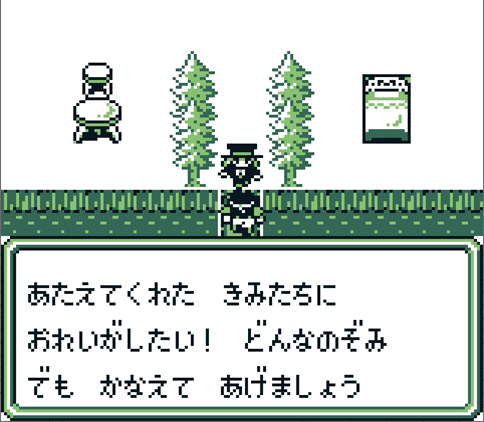 あたえてくれた　きみたちに
おれいがしたい！　どんなのぞみ
でも　かなえて　あげましょう